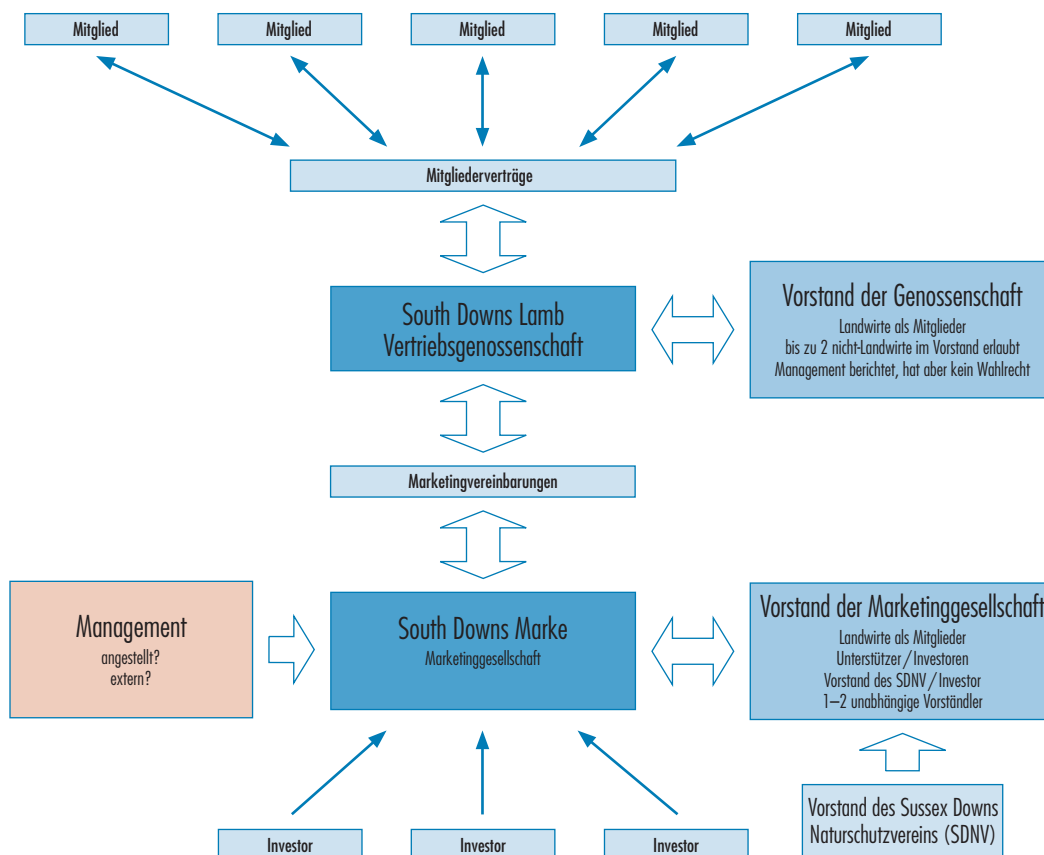 Mitglied
Mitglied
Mitglied
Mitglied
Mitglied
Mitgliederverträge
South Downs Lamb
Vertriebsgenossenschaft
Vorstand der Genossenschaft
Landwirte als Mitglieder
bis zu 2 nicht-Landwirte im Vorstand erlaubt
Management berichtet, hat aber kein Wahlrecht
Marketingvereinbarungen
Management
angestellt?
extern?
South Downs Marke
Marketinggesellschaft
Vorstand der Marketinggesellschaft
Landwirte als Mitglieder
Unterstützer/Investoren
Vorstand des SDNV/Investor
1–2 unabhängige Vorständler
Investor
Investor
Investor
Vorstand des Sussex Downs
Naturschutzvereins (SDNV)